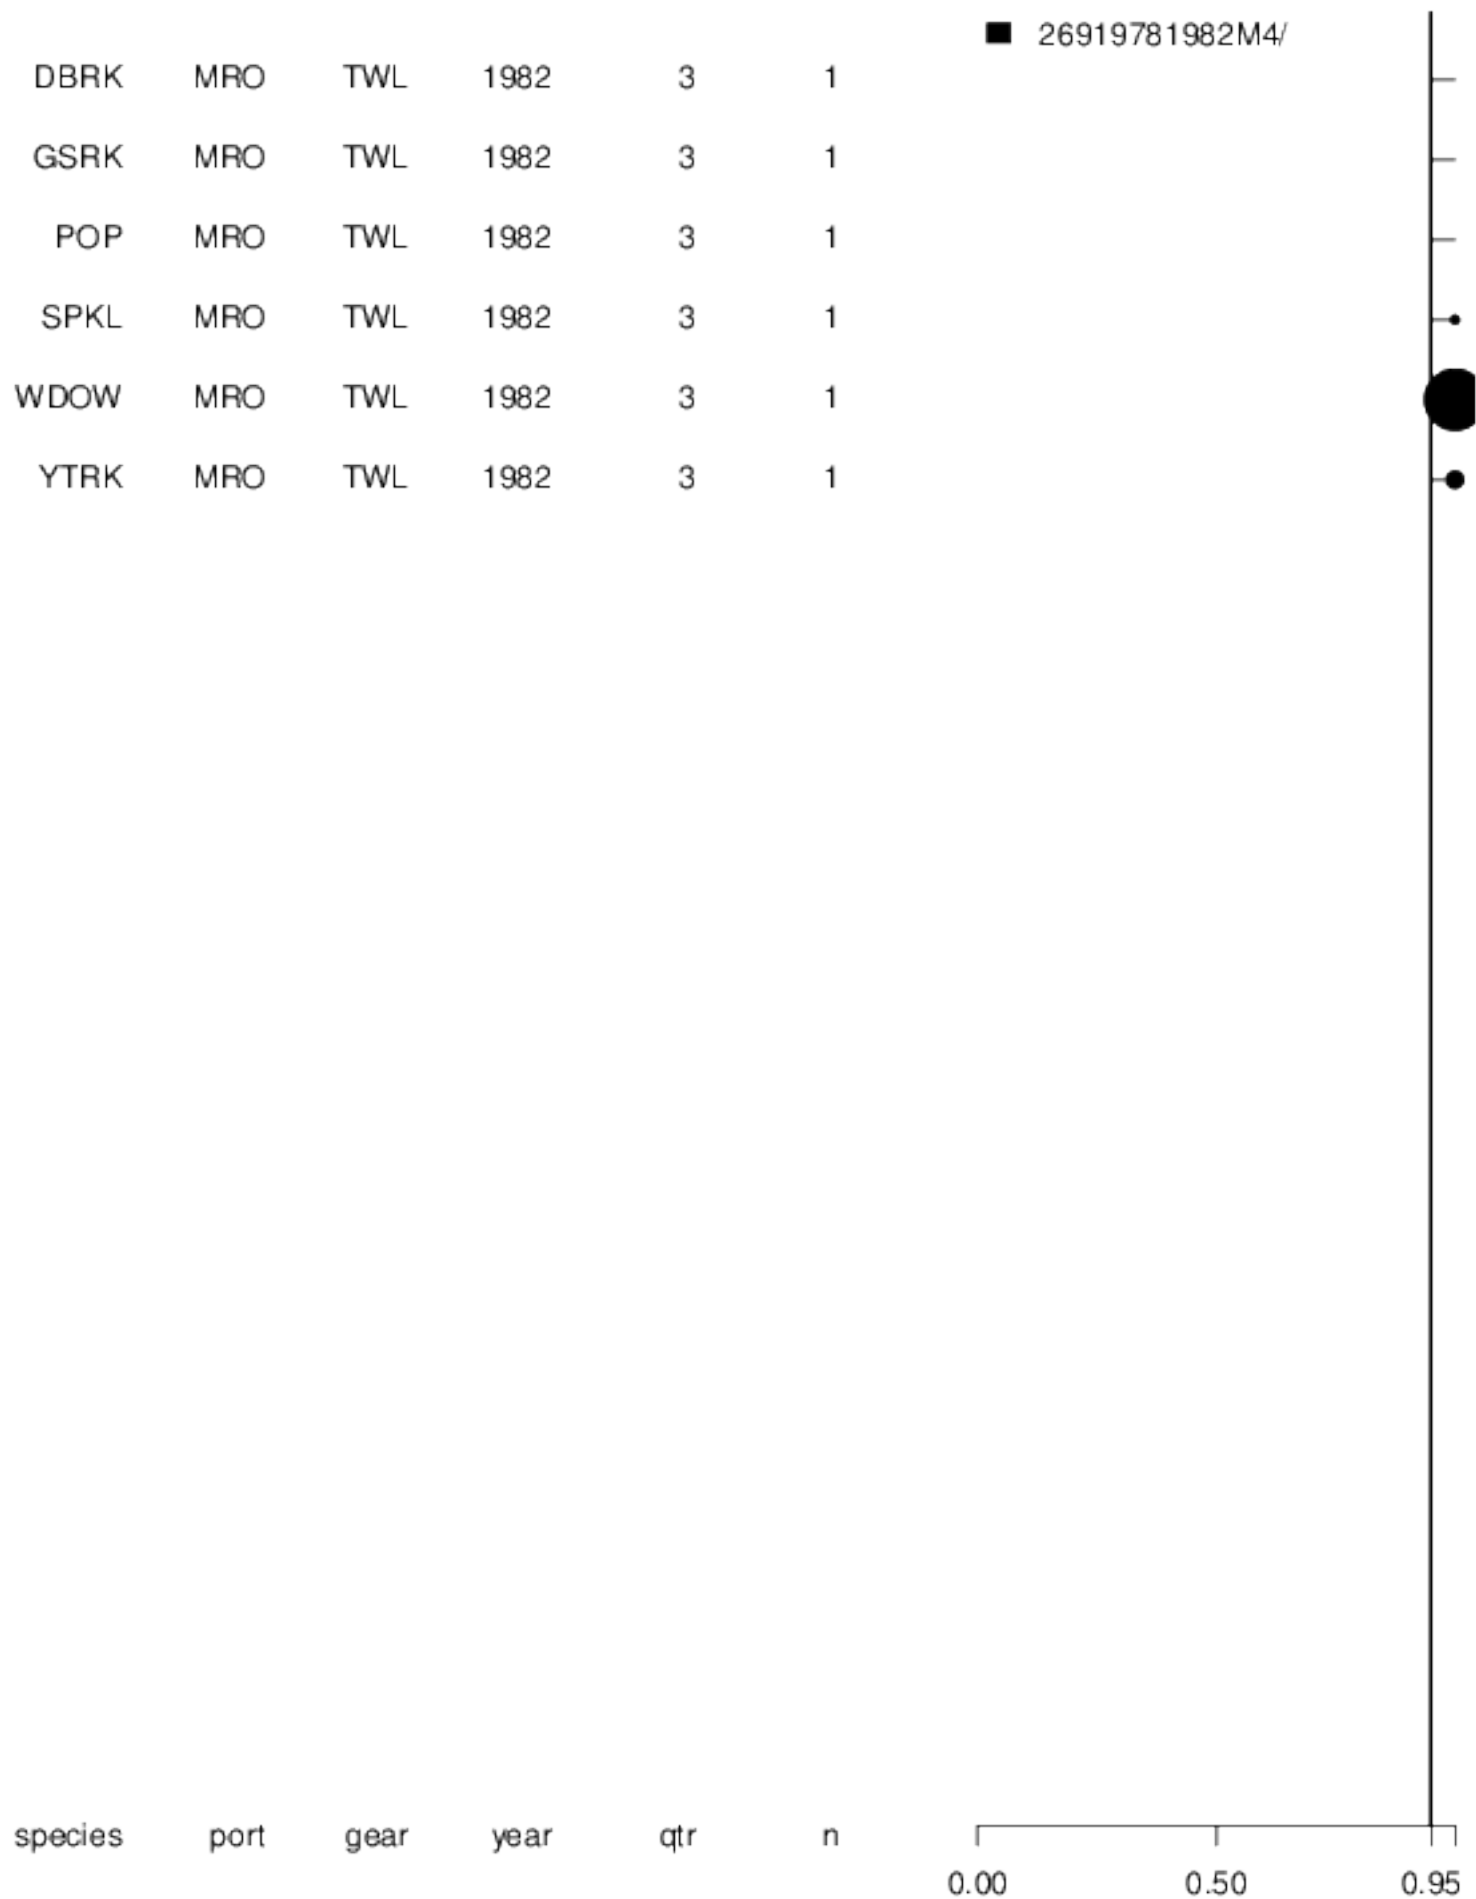 26919781982M4/
DBRK MRO TWL 1982 3 1
GSRK MRO TWL 1982 3 1
POP MRO TWL 1982 3 1
SPKL MRO TWL 1982 3 1
WDOW MRO TWL 1982 3 1
YTRK MRO TWL 1982 3 1
species port gear year qtr n
0.00 0.50 0.95